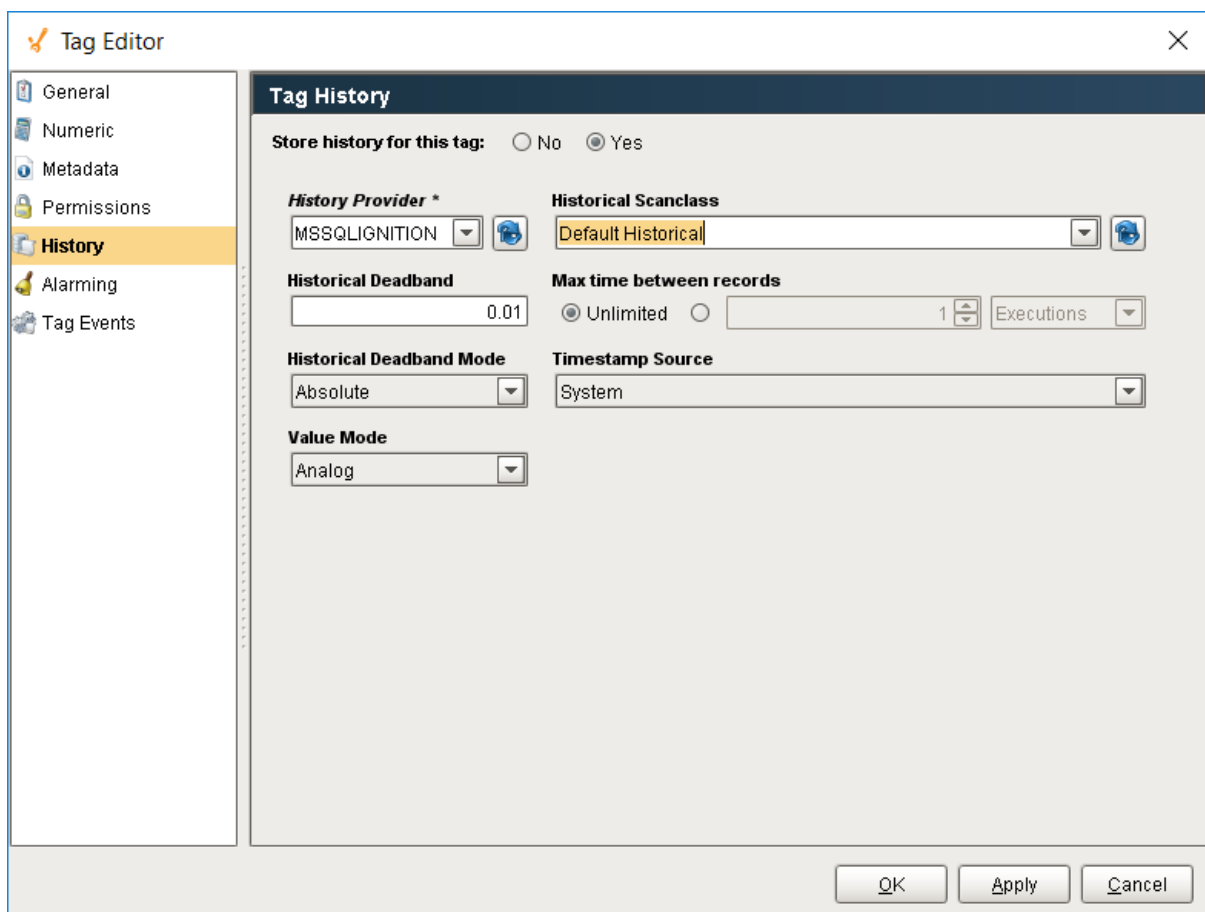 Tag Editor
General
Numeric
Metadata
Permissions
History
Alarming
Tag Events
Tag History
Store history for this tag: No Yes
History Provider * Historical Scanclass
MSSQLIGNITION Default Historical
Historical Deadband Max time between records
0.01 Unlimited 1 Executions
Historical Deadband Mode Timestamp Source
Absolute System
Value Mode
Analog
OK Apply Cancel